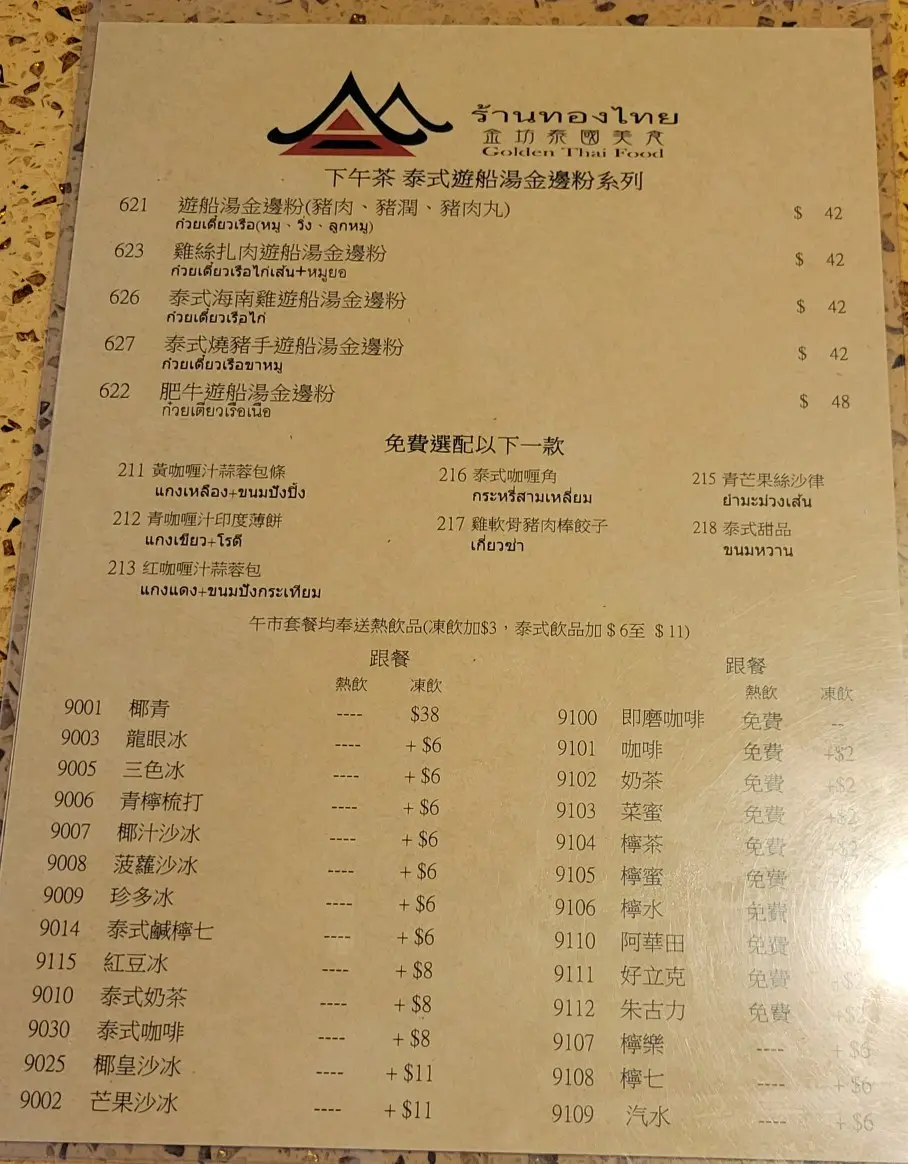 ร้านทองไทย
金坊泰國美食
Golden Thai Food
下午茶 泰式遊船湯金邊粉系列
621 遊船湯金邊粉(豬肉、豬潤、豬肉丸) $ 42
ก๋วยเตี๋ยวเรือ(หมู、วิ่ง、ลูกหมู)
623 雞絲扎肉遊船湯金邊粉 $ 42
ก๋วยเตี๋ยวเรือไก่เส้น+หมูยอ
626 泰式海南雞遊船湯金邊粉 $ 42
ก๋วยเตี๋ยวเรือไก่
627 泰式燒豬手遊船湯金邊粉 $ 42
ก๋วยเตี๋ยวเรือขาหมู
622 肥牛遊船湯金邊粉 $ 48
ก๋วยเตี๋ยวเรือเนื้อ
免費選配以下一款
211 黃咖喱汁蒜蓉包條 216 泰式咖喱角 215 青芒果絲沙律
แกงเหลือง+ขนมปังปิ้ง กระหรี่สามเหลี่ยม ยำมะม่วงเส้น
212 青咖喱汁印度薄餅 217 雞軟骨豬肉棒餃子 218 泰式甜品
แกงเขียว+โรตี เกี่ยวซ่า ขนมหวาน
213 红咖喱汁蒜蓉包
แกงแดง+ขนมปังกระเทียม
午市套餐均奉送熱飲品(凍飲加$3，泰式飲品加 $ 6至 $ 11)
跟餐 跟餐
熱飲 凍飲 熱飲 凍飲
9001 椰青 ---- $38 9100 即磨咖啡 免費 --
9003 龍眼冰 ---- + $6 9101 咖啡 免費 +$2
9005 三色冰 ---- + $6 9102 奶茶 免費 +$2
9006 青檸梳打 ---- + $6 9103 菜蜜 免費 +$2
9007 椰汁沙冰 ---- + $6 9104 檸茶 免費 +$2
9008 菠蘿沙冰 ---- + $6 9105 檸蜜 免費
9009 珍多冰 ---- + $6 9106 檸水 免費
9014 泰式鹹檸七 ---- + $6 9110 阿華田 免費
9115 紅豆冰 ---- + $8 9111 好立克 免費
9010 泰式奶茶 ---- + $8 9112 朱古力 免費
9030 泰式咖啡 ---- + $8 9107 檸樂 ---- + $6
9025 椰皇沙冰 ---- + $11 9108 檸七 ---- + $6
9002 芒果沙冰 ---- + $11 9109 汽水 ---- + $6